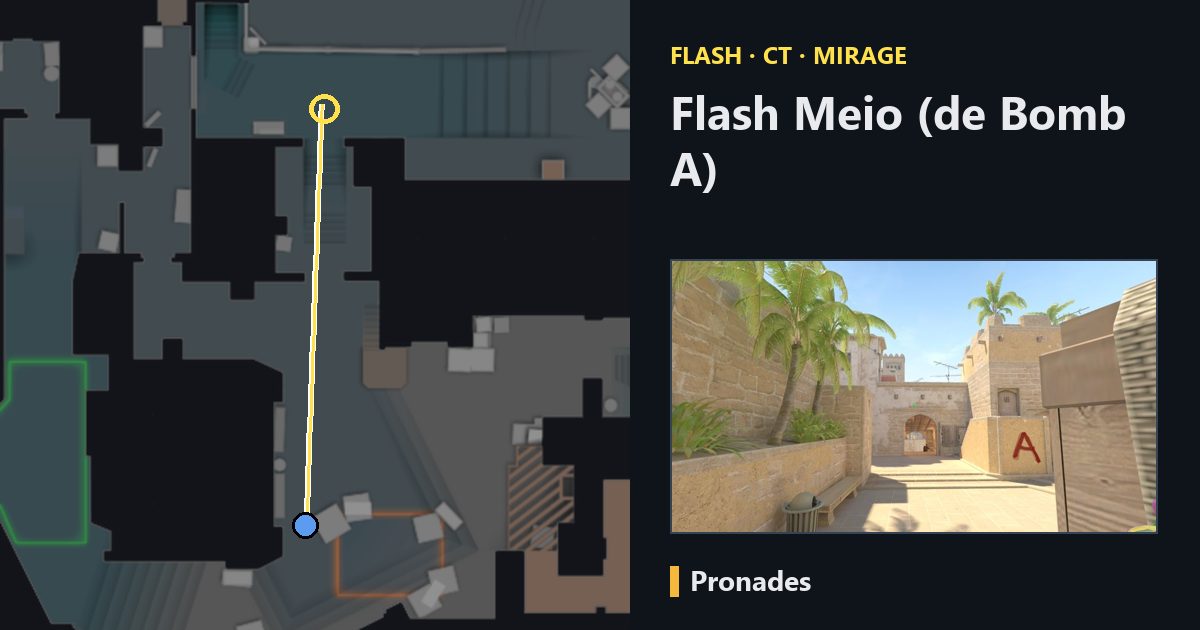 FLASH · CT · MIRAGE
Flash Meio (de Bomb
A)
A
Pronades